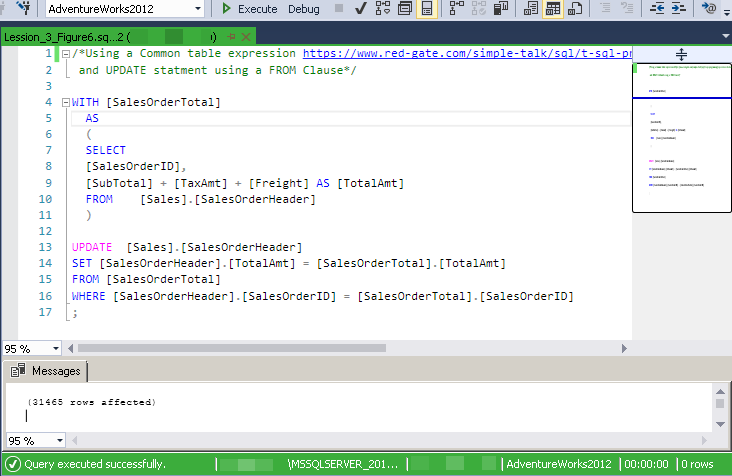 AdventureWorks2012
Execute Debug
Lession_3_Figure6.sq...2 (
1 /*Using a Common table expression https://www.red-gate.com/simple-talk/sql/t-sql-pr
2 and UPDATE statment using a FROM Clause*/
3
4 WITH [SalesOrderTotal]
5 AS
6 (
7 SELECT
8 [SalesOrderID],
9 [SubTotal] + [TaxAmt] + [Freight] AS [TotalAmt]
10 FROM [Sales].[SalesOrderHeader]
11 )
12
13 UPDATE [Sales].[SalesOrderHeader]
14 SET [SalesOrderHeader].[TotalAmt] = [SalesOrderTotal].[TotalAmt]
15 FROM [SalesOrderTotal]
16 WHERE [SalesOrderHeader].[SalesOrderID] = [SalesOrderTotal].[SalesOrderID]
17 ;
95 %
Messages
(31465 rows affected)
95 %
Query executed successfully. \MSSQLSERVER_201... AdventureWorks2012 00:00:00 0 rows